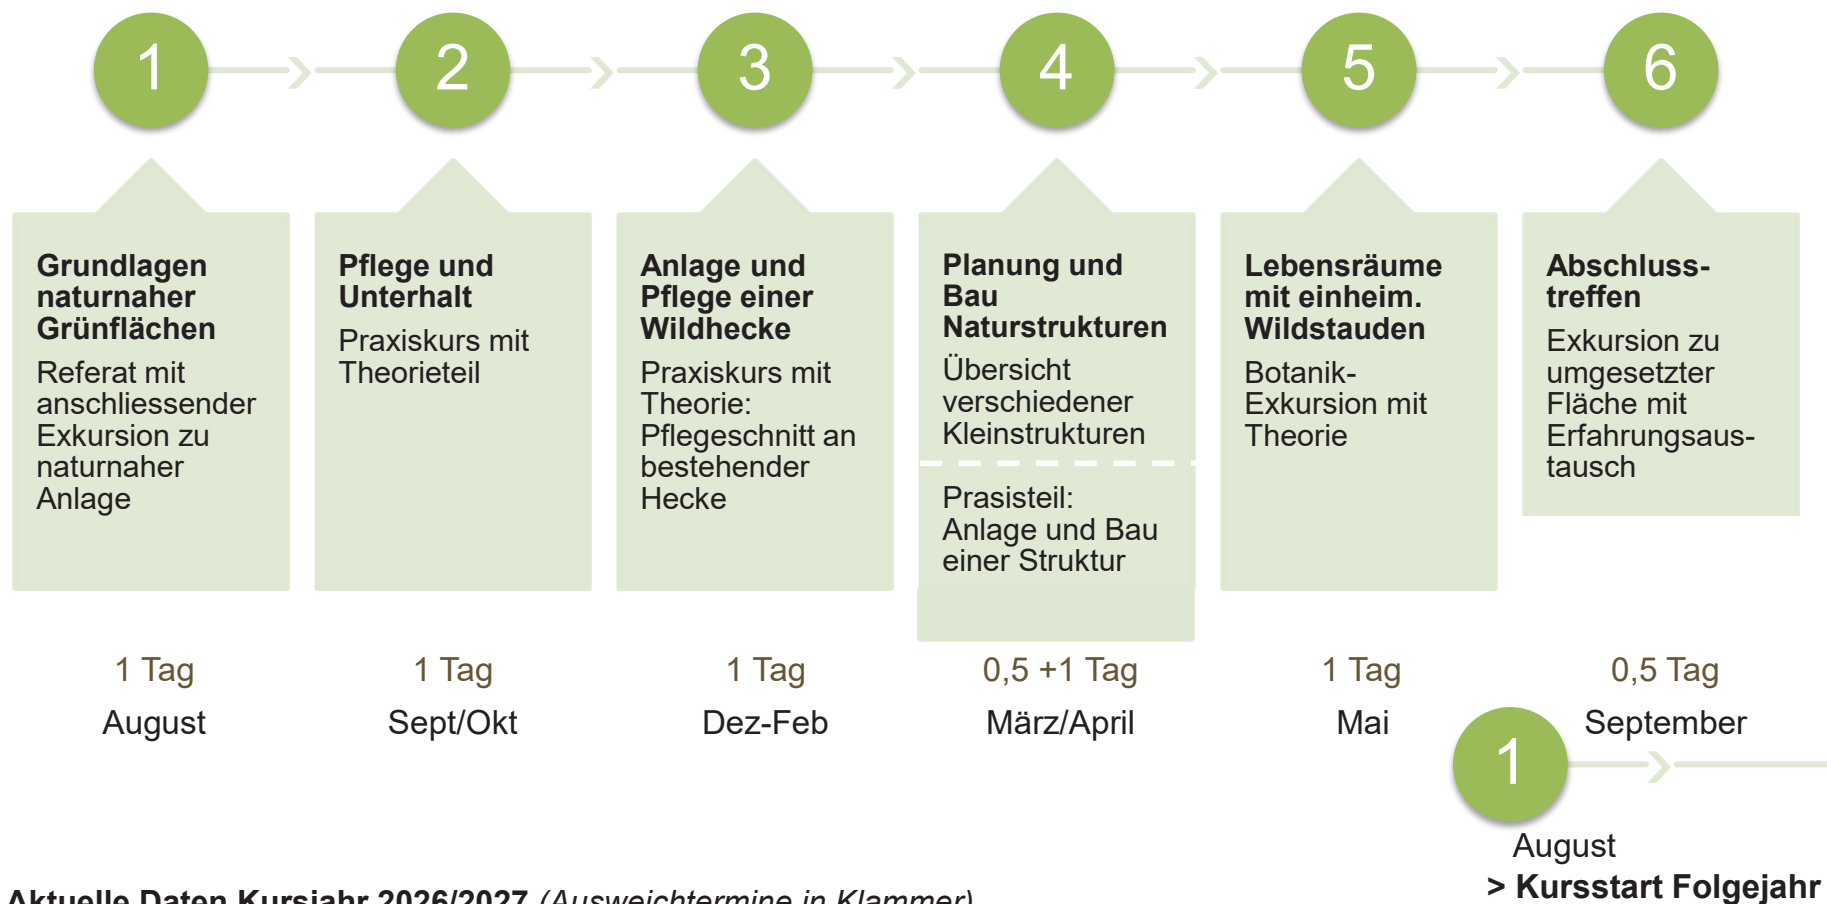 1
2
3
4
5
6
Grundlagen
naturnaher
Grünflächen
Referat mit
anschliessender
Exkursion zu
naturnaher
Anlage
Pflege und
Unterhalt
Praxiskurs mit
Theorieteil
Anlage und
Pflege einer
Wildhecke
Praxiskurs mit
Theorie:
Pflegeschnitt an
bestehender
Hecke
Planung und
Bau
Naturstrukturen
Übersicht
verschiedener
Kleinstrukturen
Prasisteil:
Anlage und Bau
einer Struktur
Lebensräume
mit einheim.
Wildstauden
Botanik-
Exkursion mit
Theorie
Abschluss-
treffen
Exkursion zu
umgesetzter
Fläche mit
Erfahrungsaus-
tausch
1 Tag
August
1 Tag
Sept/Okt
1 Tag
Dez-Feb
0,5 +1 Tag
März/April
1 Tag
Mai
0,5 Tag
September
1
August
> Kursstart Folgejahr
Aktuelle Daten Kursjahr 2026/2027 (Ausweichtermine in Klammer)